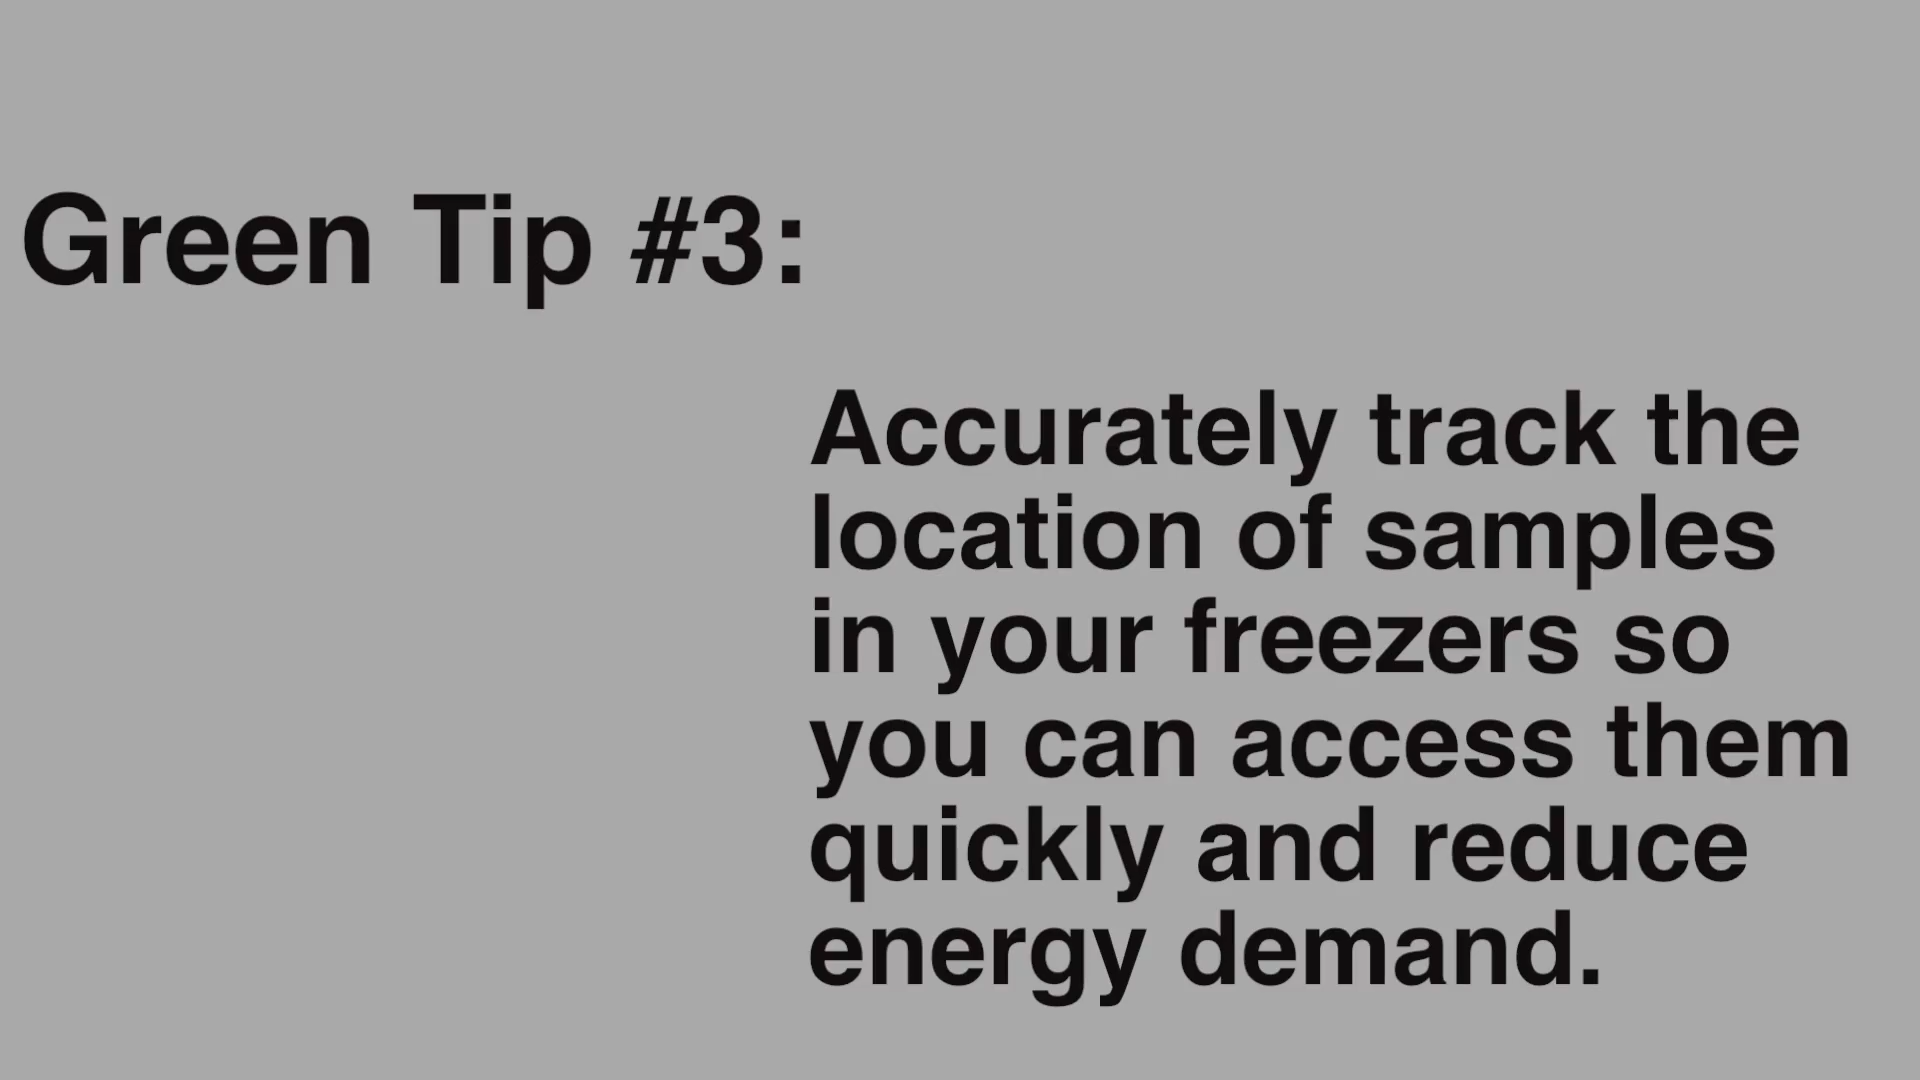 Green Tip #3:
Accurately track the
location of samples
in your freezers so
you can access them
quickly and reduce
energy demand.